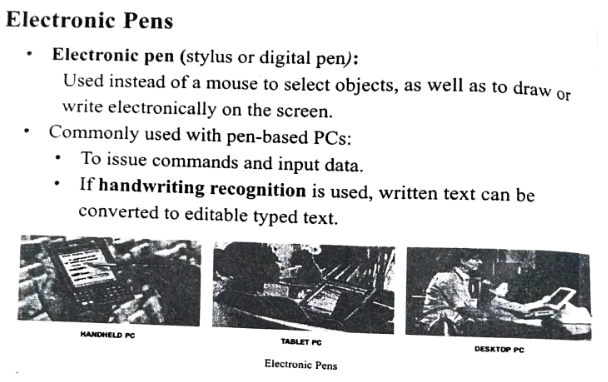 Electronic Pens
• Electronic pen (stylus or digital pen):
Used instead of a mouse to select objects, as well as to draw or
write electronically on the screen.
• Commonly used with pen-based PCs:
• To issue commands and input data.
• If handwriting recognition is used, written text can be
converted to editable typed text.
HANDHELD PC
TABLET PC
DESKTOP PC
Electronic Pens